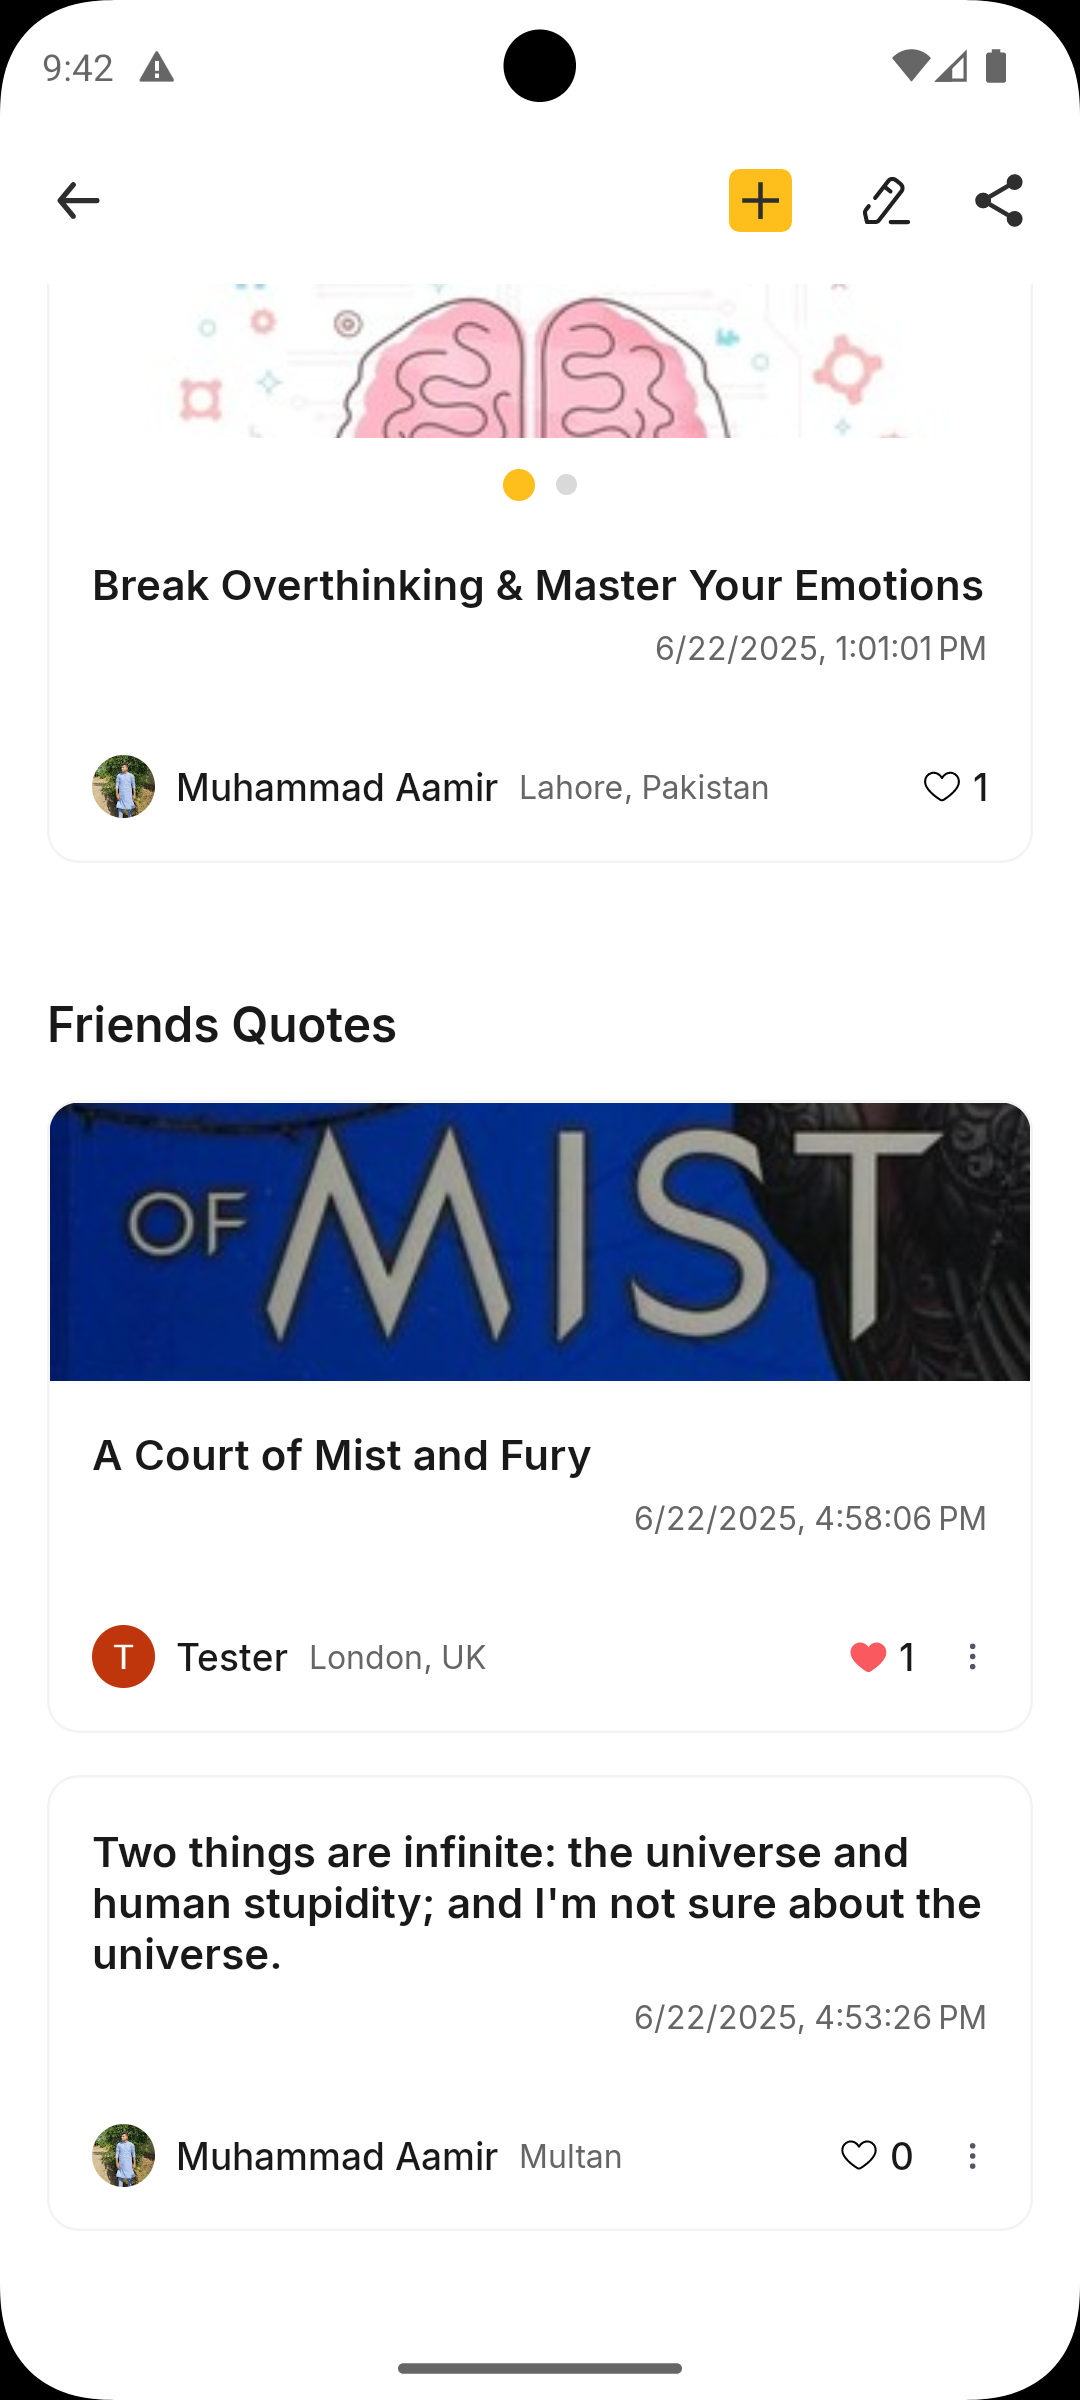 9:42
Break Overthinking & Master Your Emotions
6/22/2025, 1:01:01 PM
Muhammad Aamir Lahore, Pakistan 1
Friends Quotes
OF MIST
A Court of Mist and Fury
6/22/2025, 4:58:06 PM
T Tester London, UK 1
Two things are infinite: the universe and
human stupidity; and I'm not sure about the
universe.
6/22/2025, 4:53:26 PM
Muhammad Aamir Multan 0